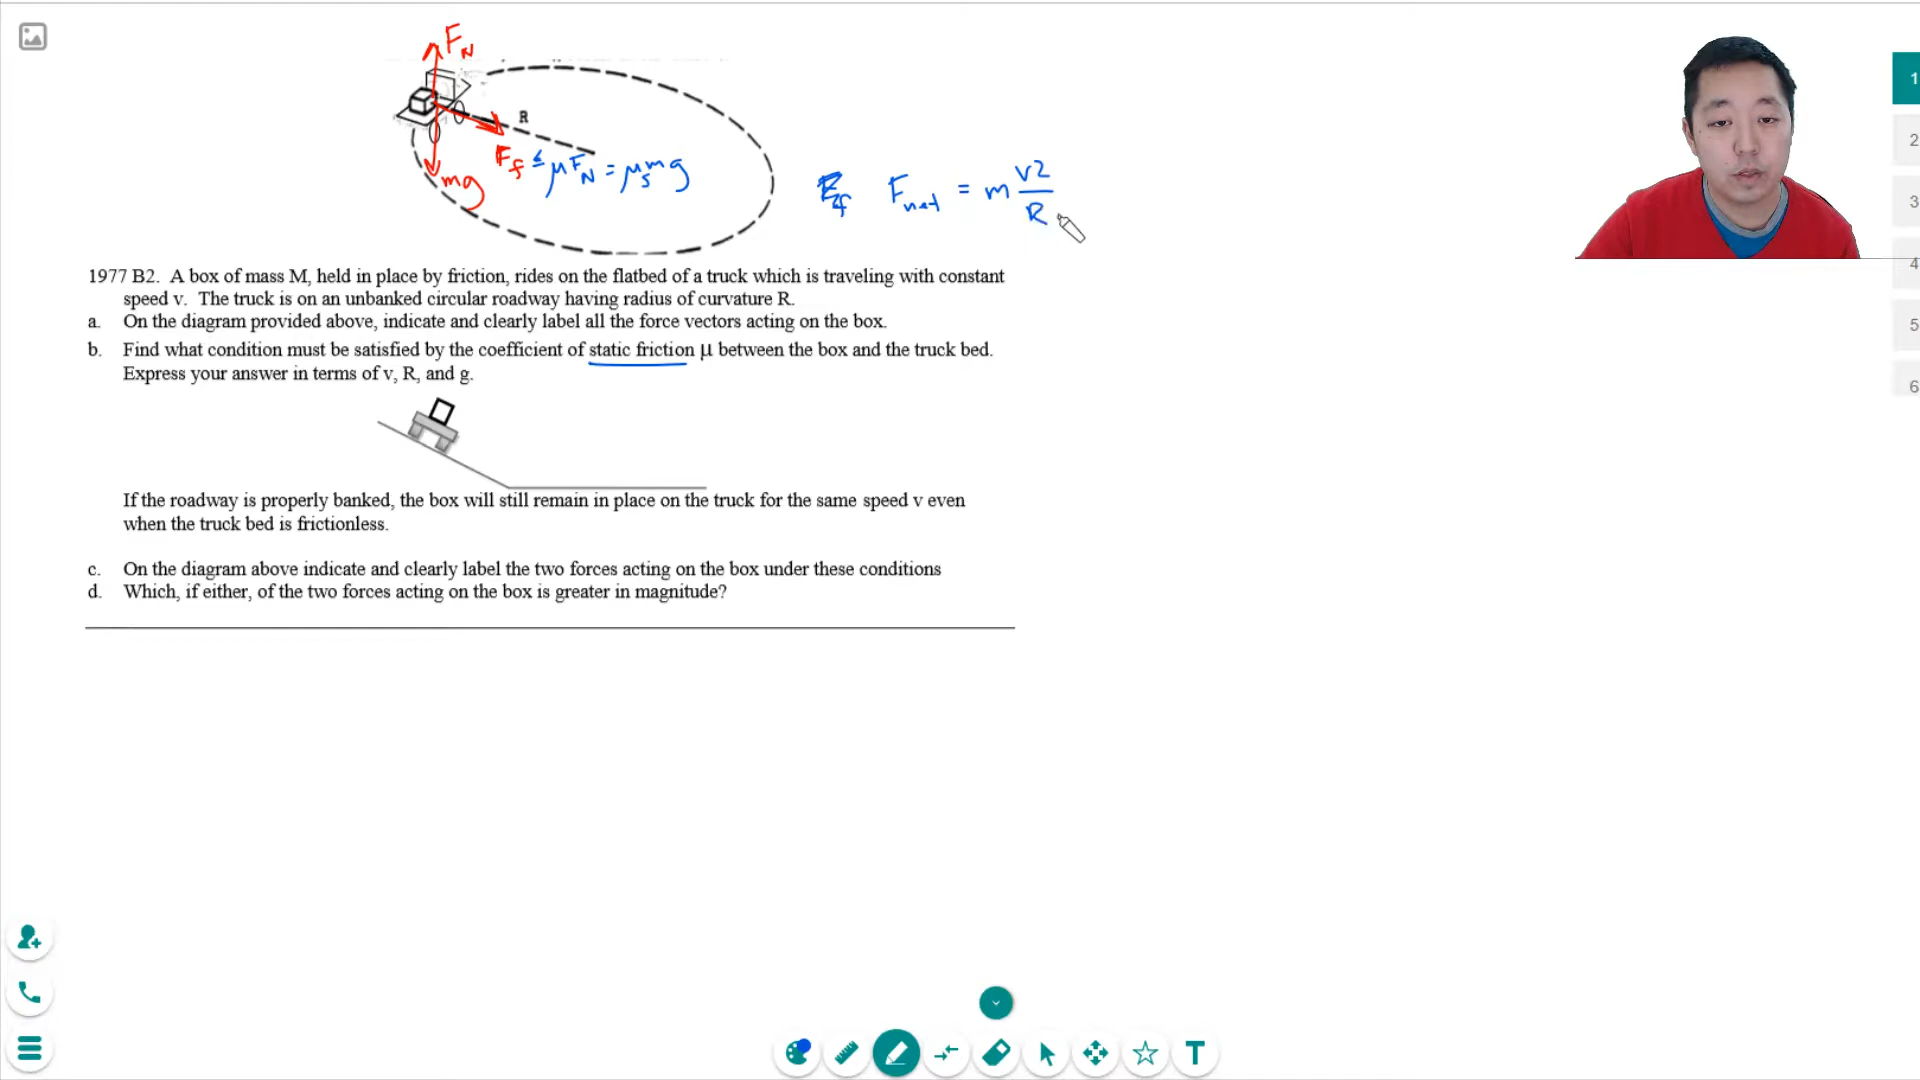 F_N
R
F_f ≤ μF_N = μ_s mg
mg
F_f F_net = m v2/R
1977 B2. A box of mass M, held in place by friction, rides on the flatbed of a truck which is traveling with constant
speed v. The truck is on an unbanked circular roadway having radius of curvature R.
a. On the diagram provided above, indicate and clearly label all the force vectors acting on the box.
b. Find what condition must be satisfied by the coefficient of static friction μ between the box and the truck bed.
Express your answer in terms of v, R, and g.
If the roadway is properly banked, the box will still remain in place on the truck for the same speed v even
when the truck bed is frictionless.
c. On the diagram above indicate and clearly label the two forces acting on the box under these conditions
d. Which, if either, of the two forces acting on the box is greater in magnitude?
1
2
3
4
5
6
T